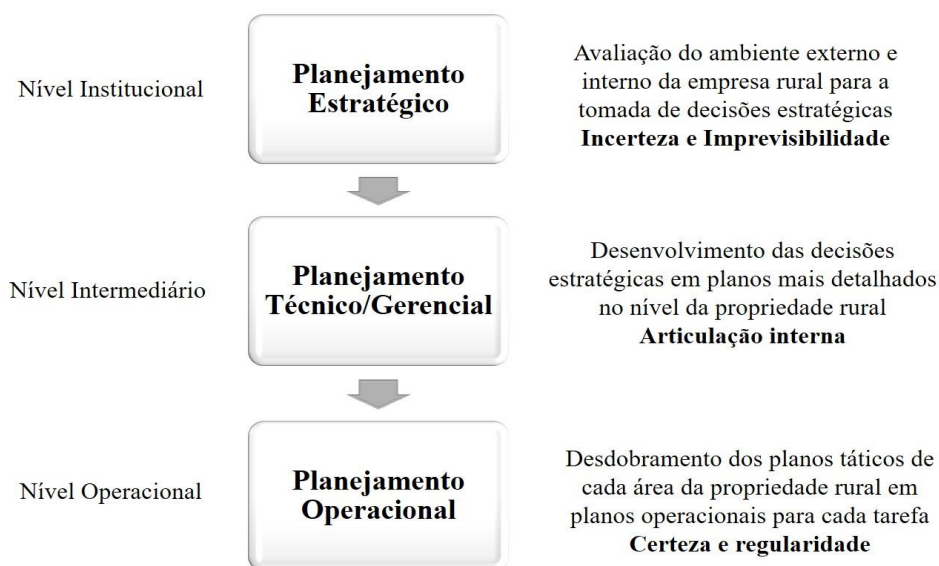 Nível Institucional
Planejamento
Estratégico
Avaliação do ambiente externo e
interno da empresa rural para a
tomada de decisões estratégicas
Incerteza e Imprevisibilidade
Nível Intermediário
Planejamento
Técnico/Gerencial
Desenvolvimento das decisões
estratégicas em planos mais detalhados
no nível da propriedade rural
Articulação interna
Nível Operacional
Planejamento
Operacional
Desdobramento dos planos táticos de
cada área da propriedade rural em
planos operacionais para cada tarefa
Certeza e regularidade